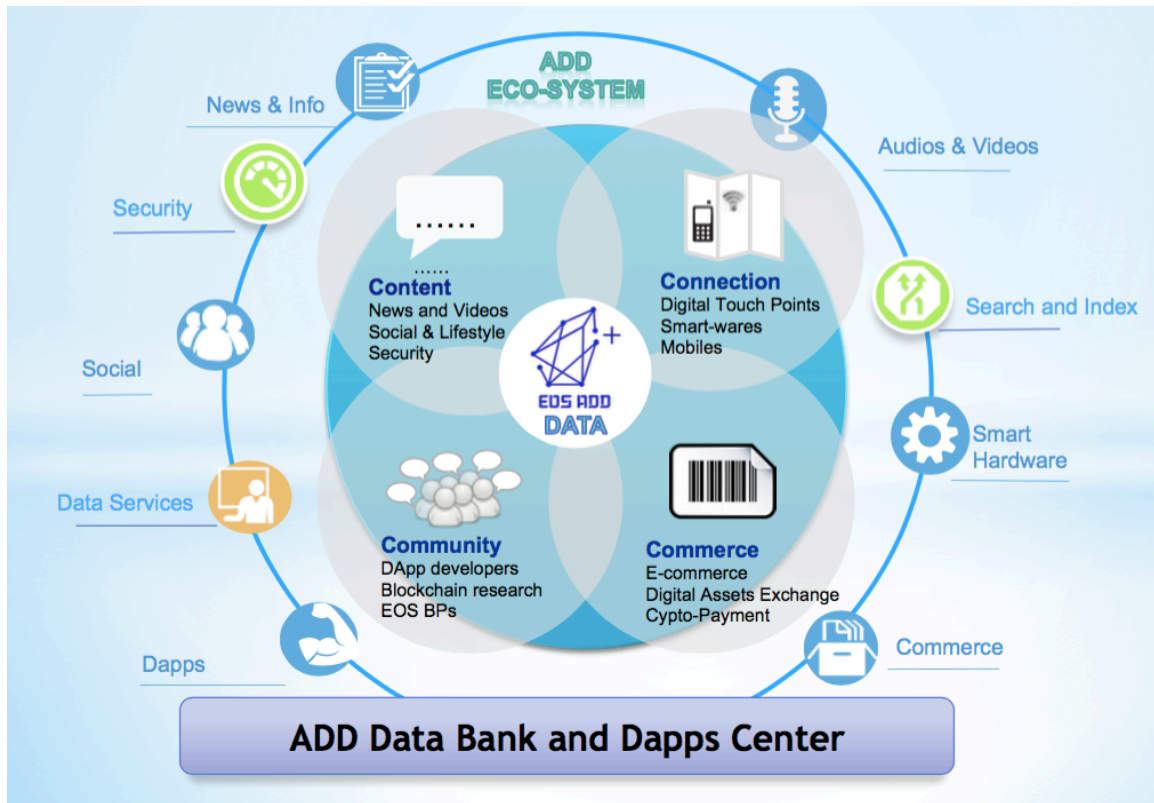 ADD
ECO-SYSTEM
News & Info
Audios & Videos
Security
Search and Index
Social
Smart
Hardware
Data Services
Dapps
Commerce
......
......
Content
News and Videos
Social & Lifestyle
Security
Connection
Digital Touch Points
Smart-wares
Mobiles
EOS ADD
DATA
Community
DApp developers
Blockchain research
EOS BPs
Commerce
E-commerce
Digital Assets Exchange
Cypto-Payment
ADD Data Bank and Dapps Center